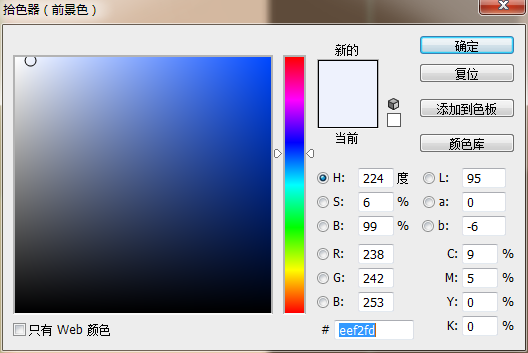 拾色器（前景色）
新的
当前
确定
复位
添加到色板
颜色库
H: 224 度
S: 6 %
B: 99 %
R: 238
G: 242
B: 253
L: 95
a: 0
b: -6
C: 9 %
M: 5 %
Y: 0 %
K: 0 %
# eef2fd
只有 Web 颜色